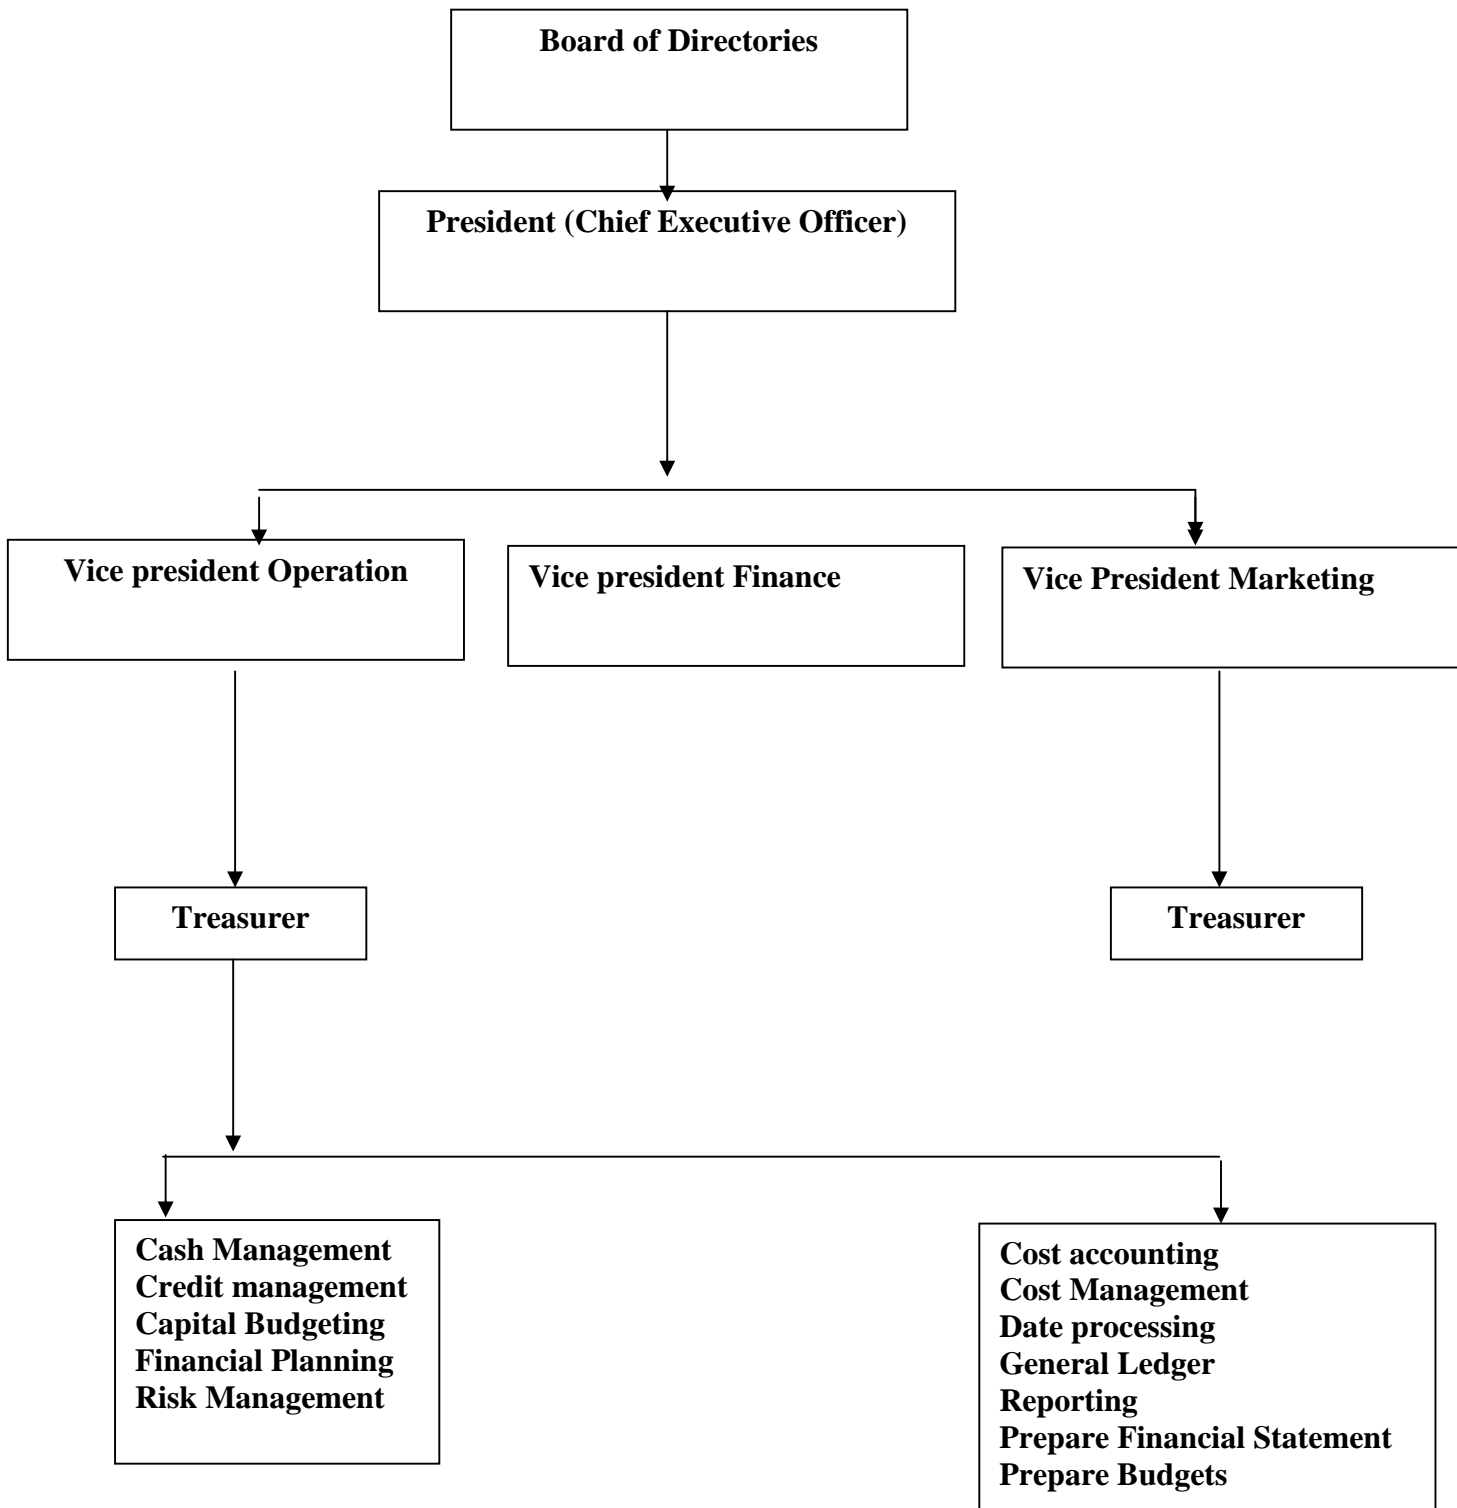 Board of Directories
President (Chief Executive Officer)
Vice president Operation
Vice president Finance
Vice President Marketing
Treasurer
Treasurer
Cash Management
Credit management
Capital Budgeting
Financial Planning
Risk Management
Cost accounting
Cost Management
Date processing
General Ledger
Reporting
Prepare Financial Statement
Prepare Budgets